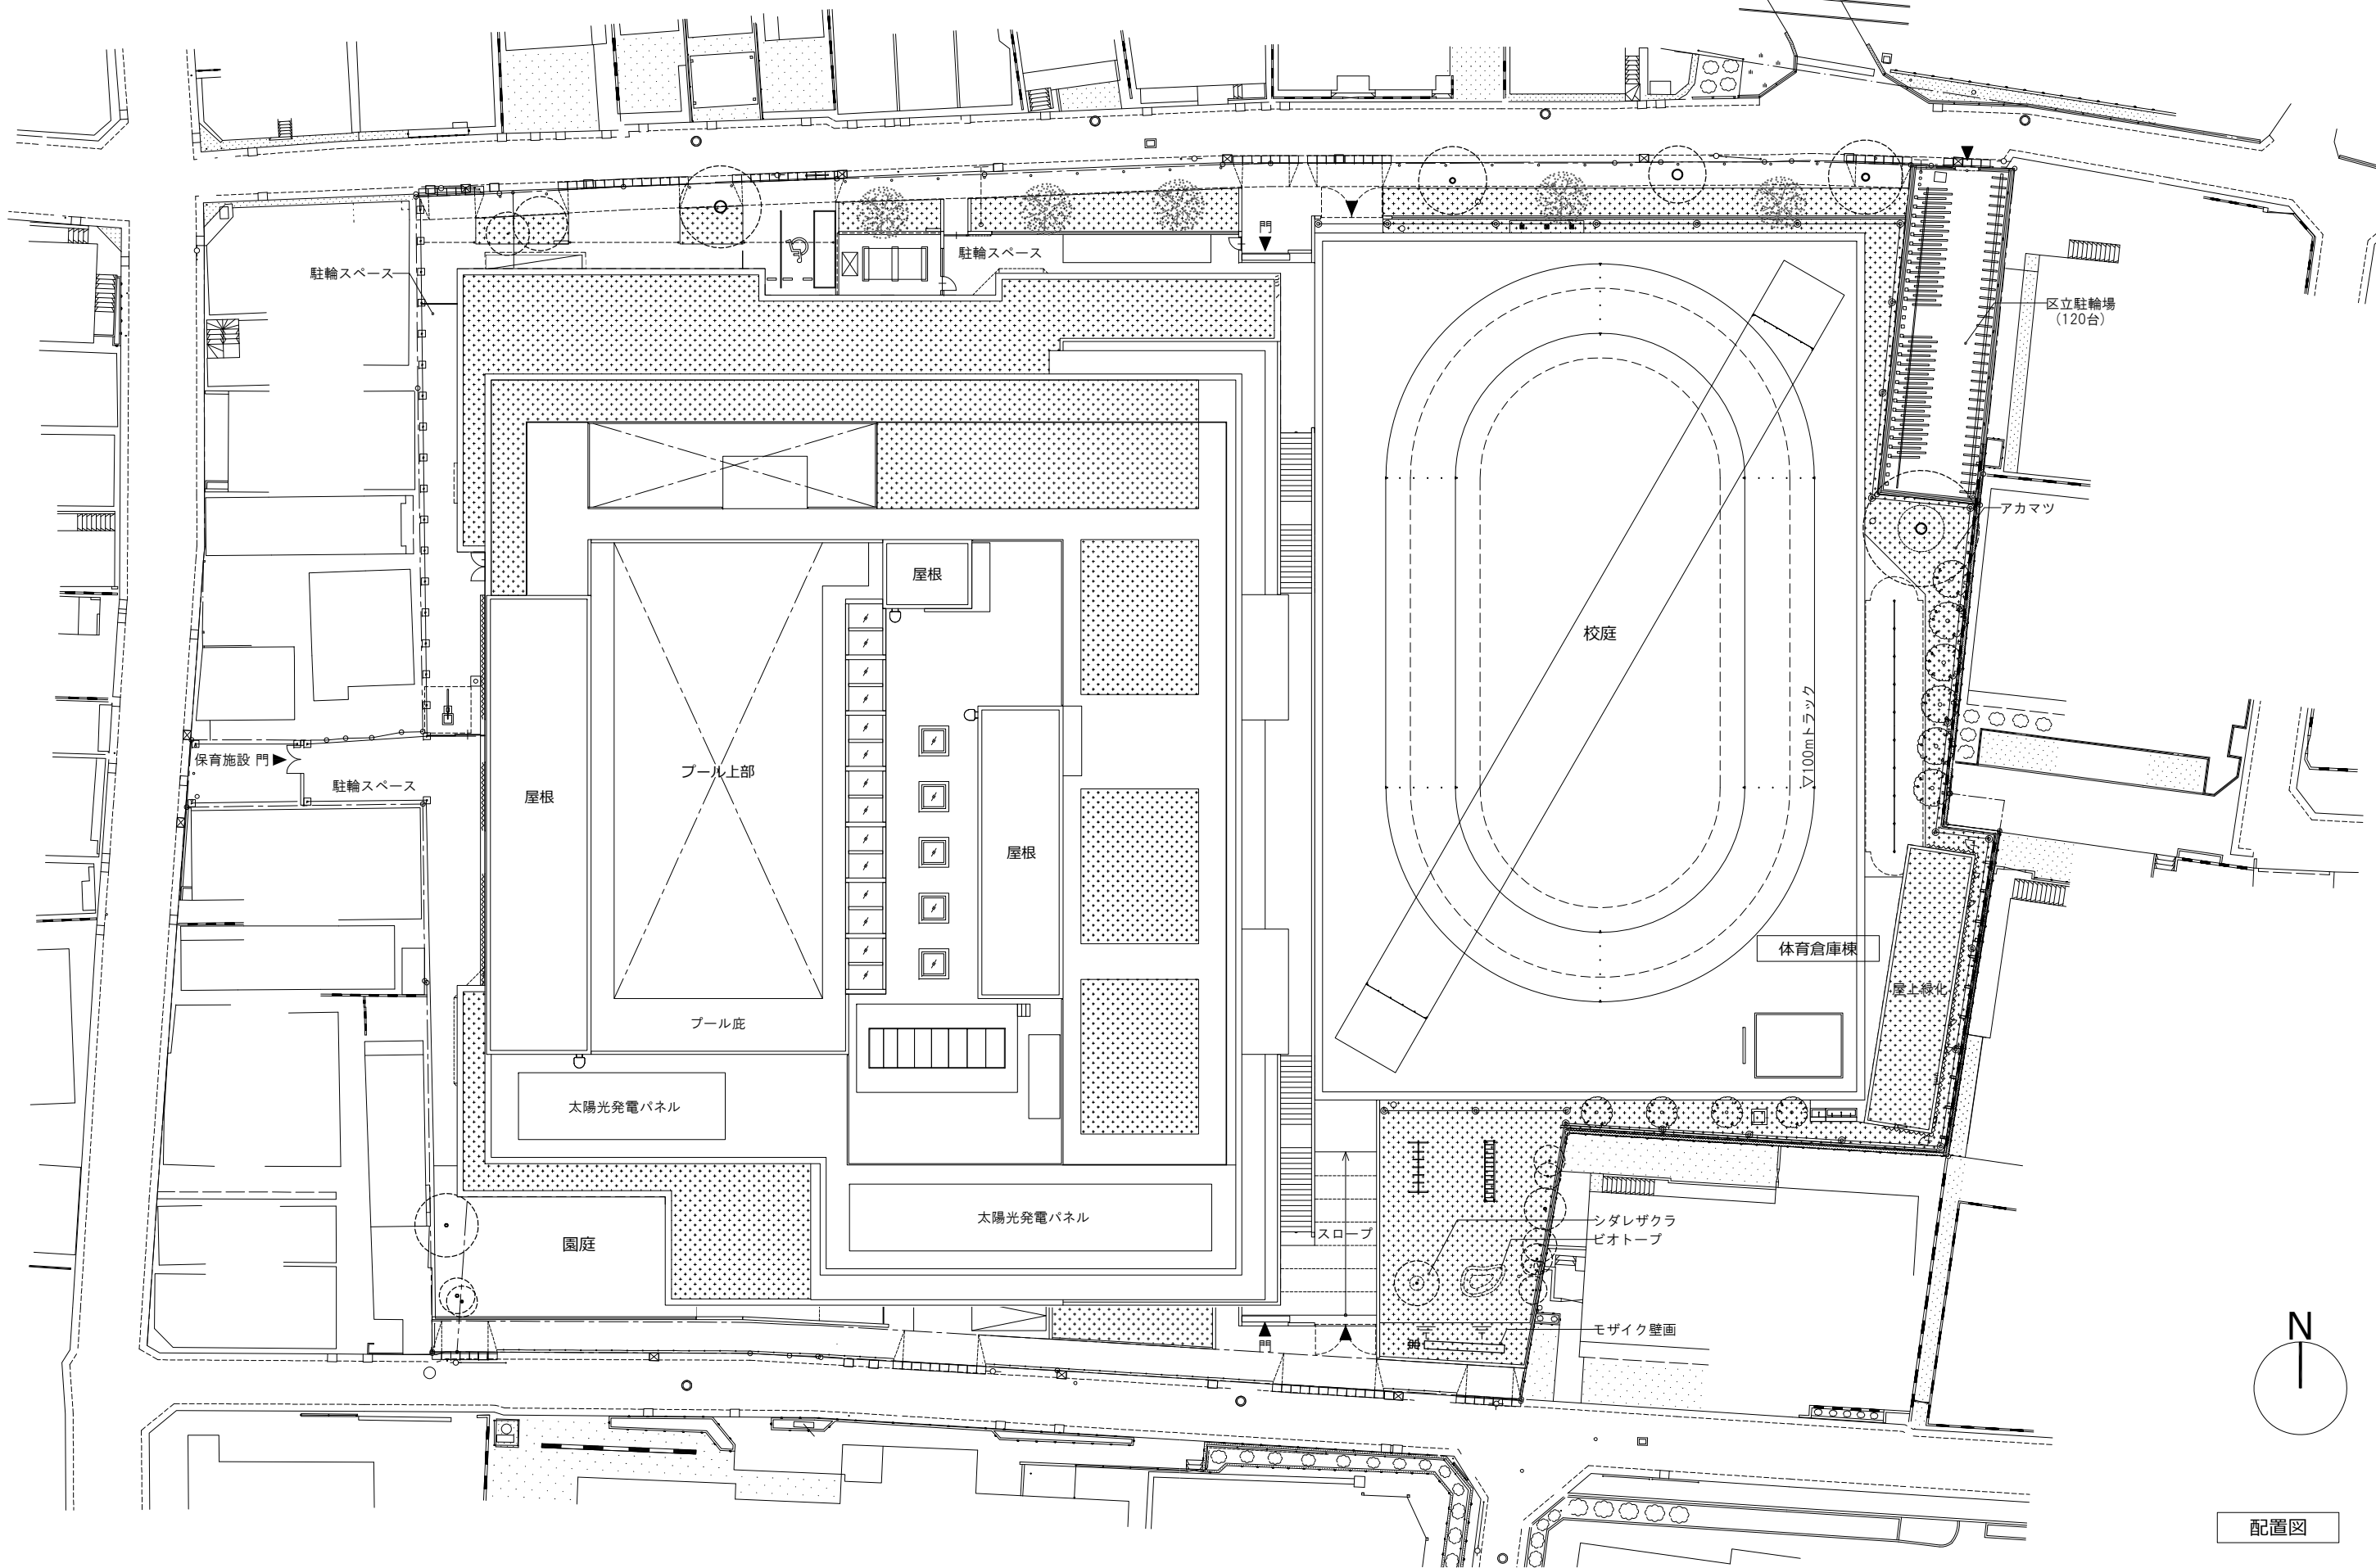 門
駐輪スペース
駐輪スペース
区立駐輪場
（120台）
アカマツ
屋根
校庭
▽100mトラック
保育施設 門
駐輪スペース
プール上部
屋根
屋根
体育倉庫棟
屋上緑化
プール庇
太陽光発電パネル
太陽光発電パネル
園庭
スロープ
シダレザクラ
ビオトープ
モザイク壁画
門
N
配置図